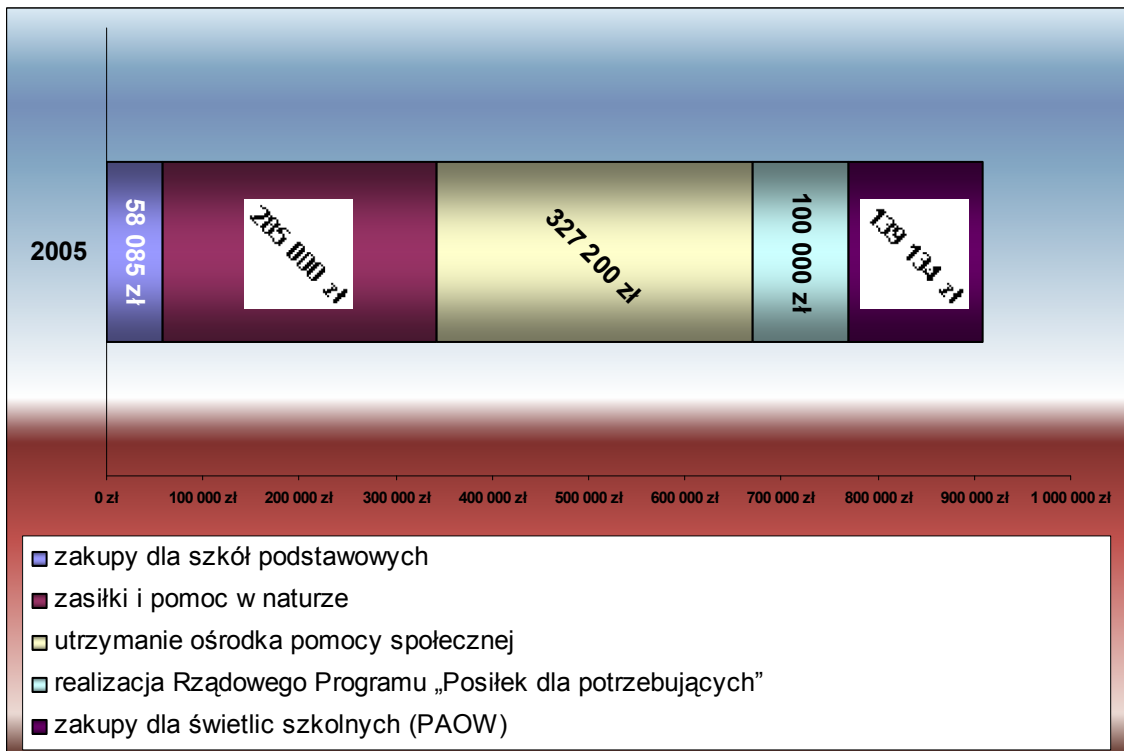 58 085 zł
285 000 zł
327 200 zł
100 000 zł
139 134 zł
2005
0 zł 100 000 zł 200 000 zł 300 000 zł 400 000 zł 500 000 zł 600 000 zł 700 000 zł 800 000 zł 900 000 zł 1 000 000 zł
zakupy dla szkół podstawowych
zasiłki i pomoc w naturze
utrzymanie ośrodka pomocy społecznej
realizacja Rządowego Programu „Posiłek dla potrzebujących”
zakupy dla świetlic szkolnych (PAOW)